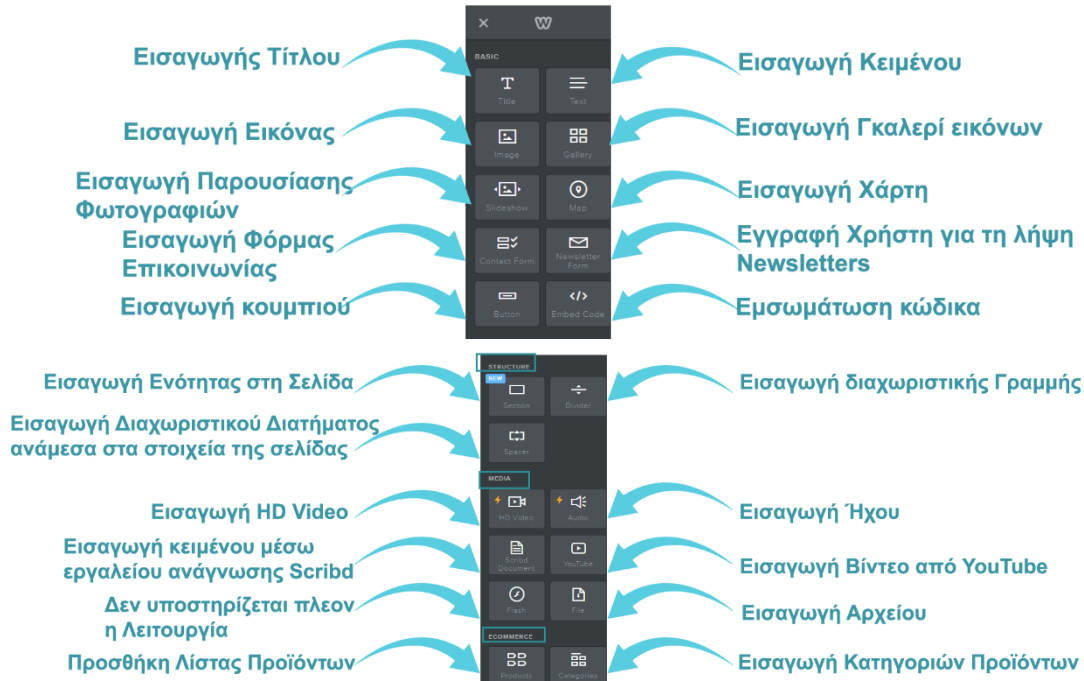 BASIC
Εισαγωγής Τίτλου
Title
Text
Εισαγωγή Κειμένου
Εισαγωγή Εικόνας
Image
Gallery
Εισαγωγή Γκαλερί εικόνων
Εισαγωγή Παρουσίασης
Φωτογραφιών
Slideshow
Map
Εισαγωγή Χάρτη
Εισαγωγή Φόρμας
Επικοινωνίας
Contact Form
Newsletter
Form
Εγγραφή Χρήστη για τη λήψη
Newsletters
Εισαγωγή κουμπιού
Button
Embed Code
Εμσωμάτωση κώδικα
STRUCTURE
NEW
Εισαγωγή Ενότητας στη Σελίδα
Section
Divider
Εισαγωγή διαχωριστικής Γραμμής
Εισαγωγή Διαχωριστικού Διατήματος
ανάμεσα στα στοιχεία της σελίδας
Spacer
MEDIA
Εισαγωγή HD Video
HD Video
Audio
Εισαγωγή Ήχου
Εισαγωγή κειμένου μέσω
εργαλείου ανάγνωσης Scribd
Scribd
Document
YouTube
Εισαγωγή Βίντεο από YouTube
Δεν υποστηρίζεται πλεον
η Λειτουργία
Flash
File
Εισαγωγή Αρχείου
ECOMMERCE
Προσθήκη Λίστας Προϊόντων
Products
Categories
Εισαγωγή Κατηγοριών Προϊόντων